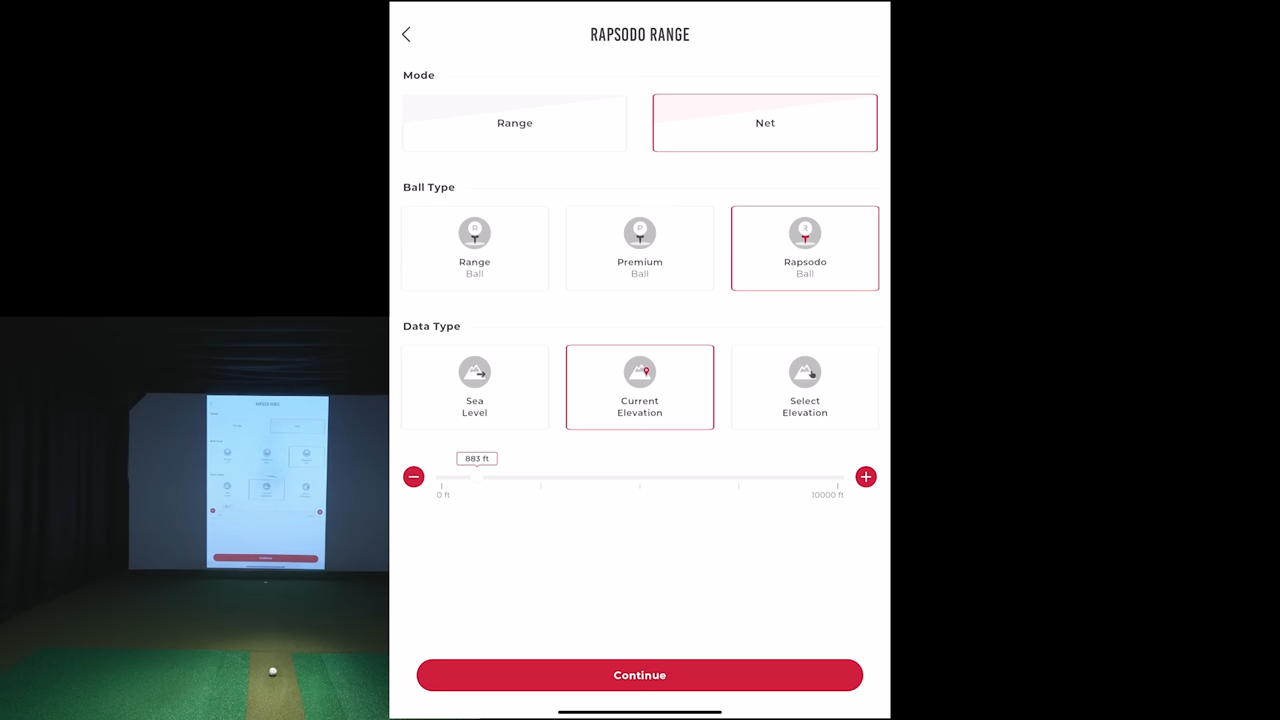 RAPSODO RANGE
Mode
Range
Net
Ball Type
R
Range
Ball
P
Premium
Ball
R
Rapsodo
Ball
Data Type
Sea
Level
Current
Elevation
Select
Elevation
883 ft
0 ft
10000 ft
Continue